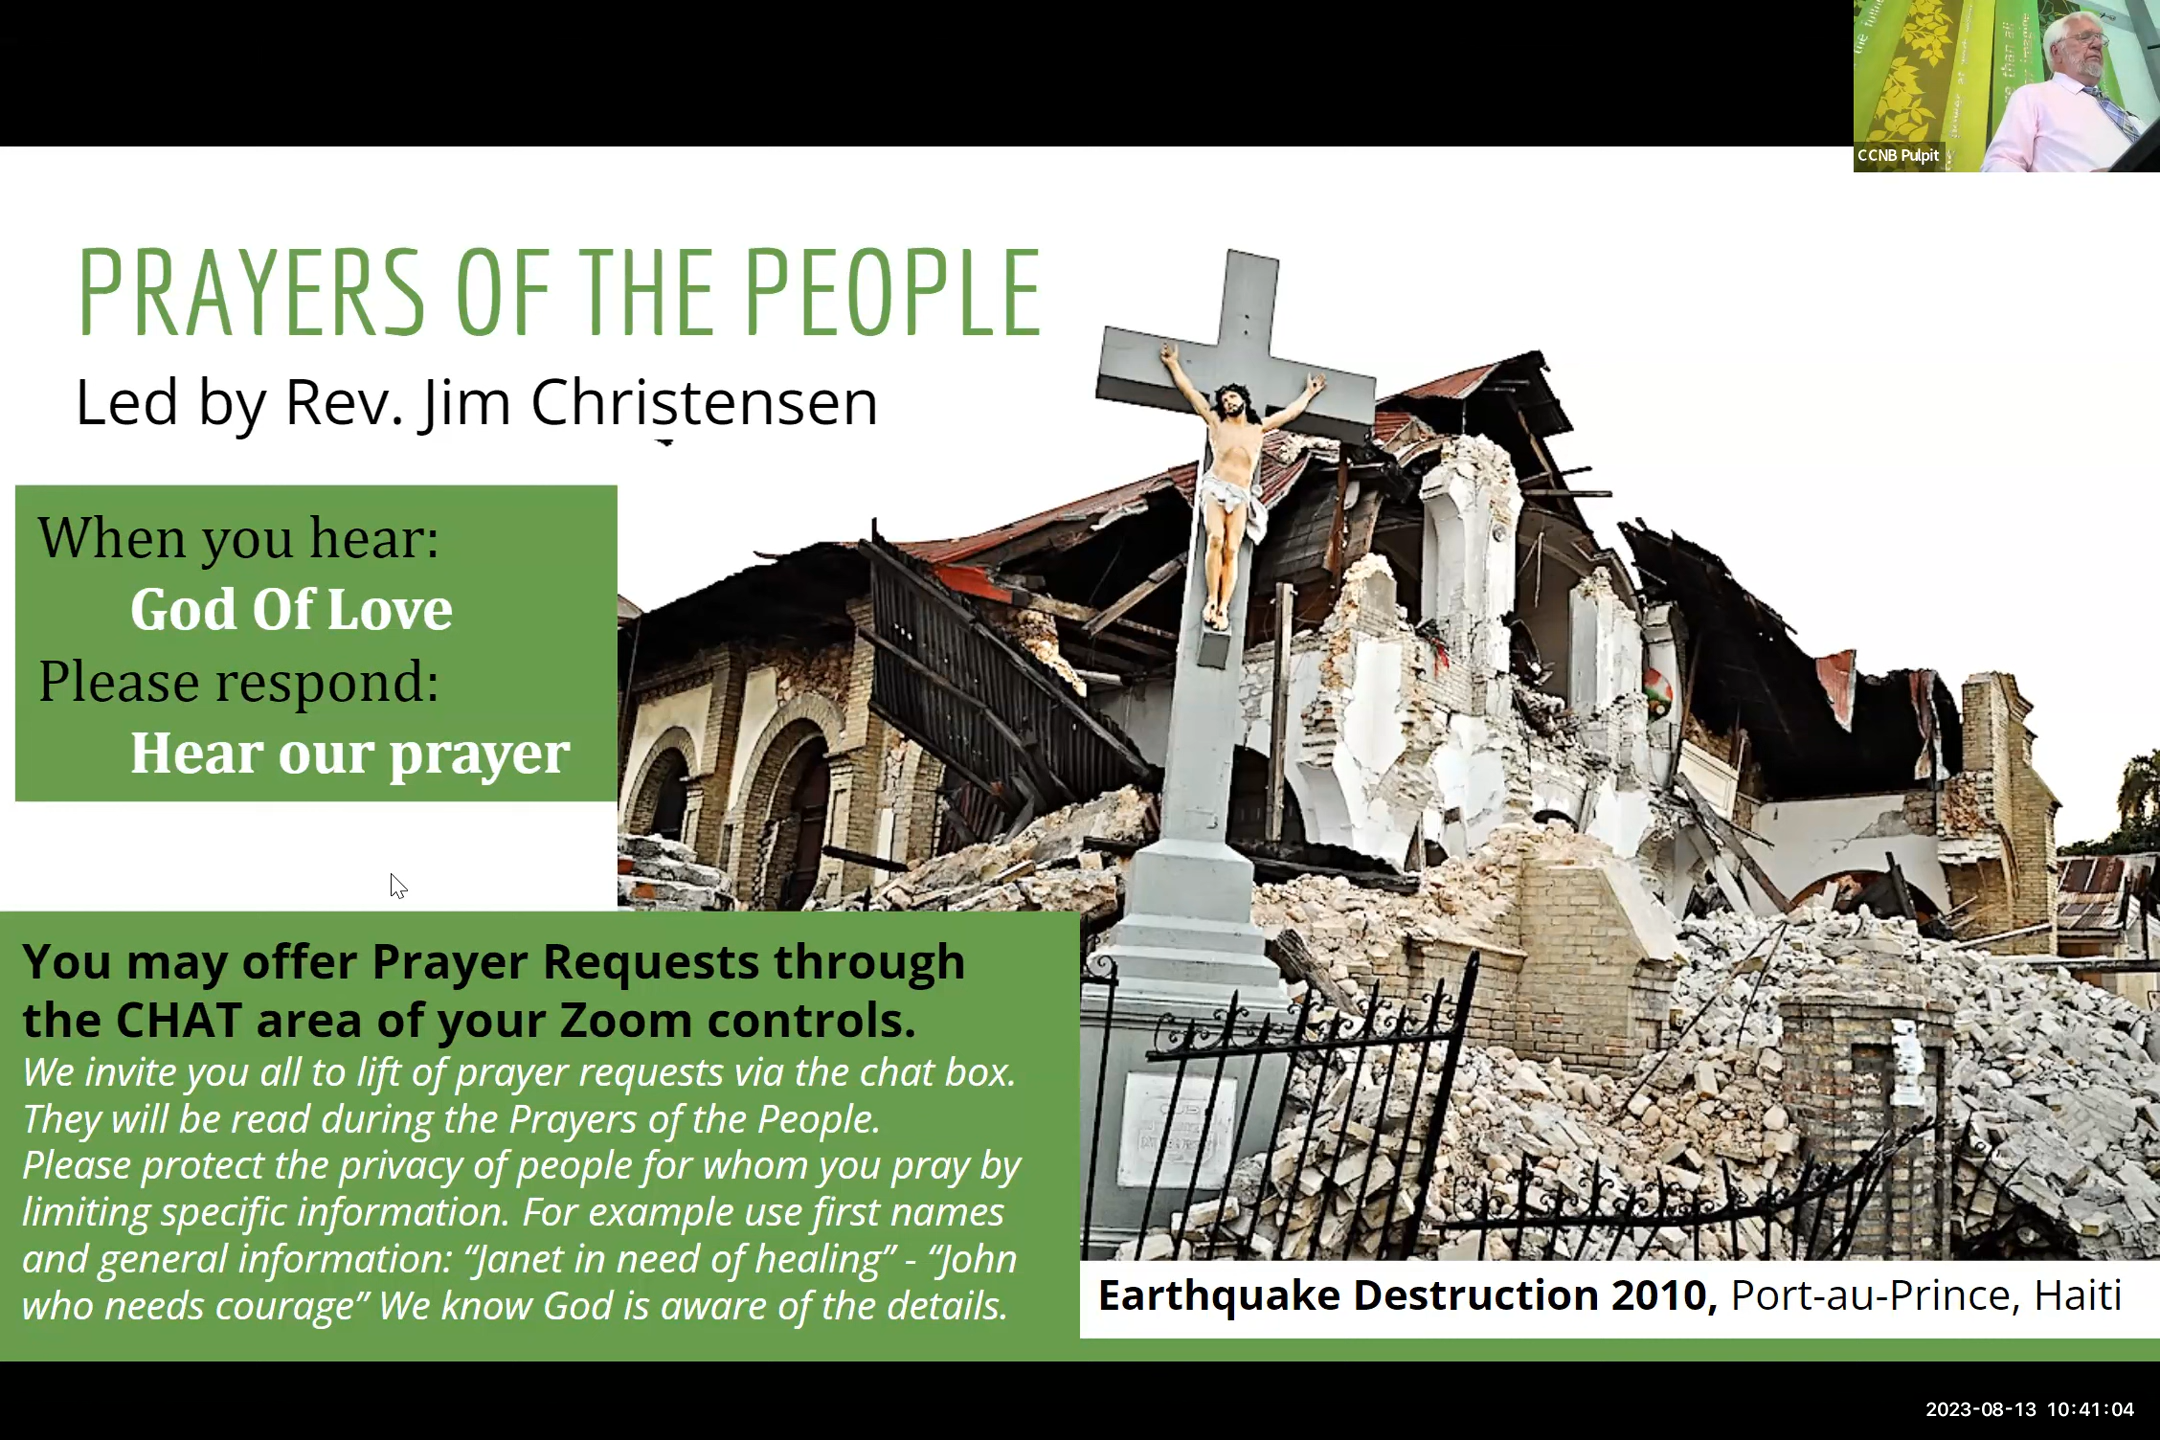 CCNB Pulpit
PRAYERS OF THE PEOPLE
Led by Rev. Jim Christensen
When you hear:
God Of Love
Please respond:
Hear our prayer
You may offer Prayer Requests through
the CHAT area of your Zoom controls.
We invite you all to lift of prayer requests via the chat box.
They will be read during the Prayers of the People.
Please protect the privacy of people for whom you pray by
limiting specific information. For example use first names
and general information: “Janet in need of healing” - “John
who needs courage” We know God is aware of the details.
Earthquake Destruction 2010, Port-au-Prince, Haiti
2023-08-13 10:41:04